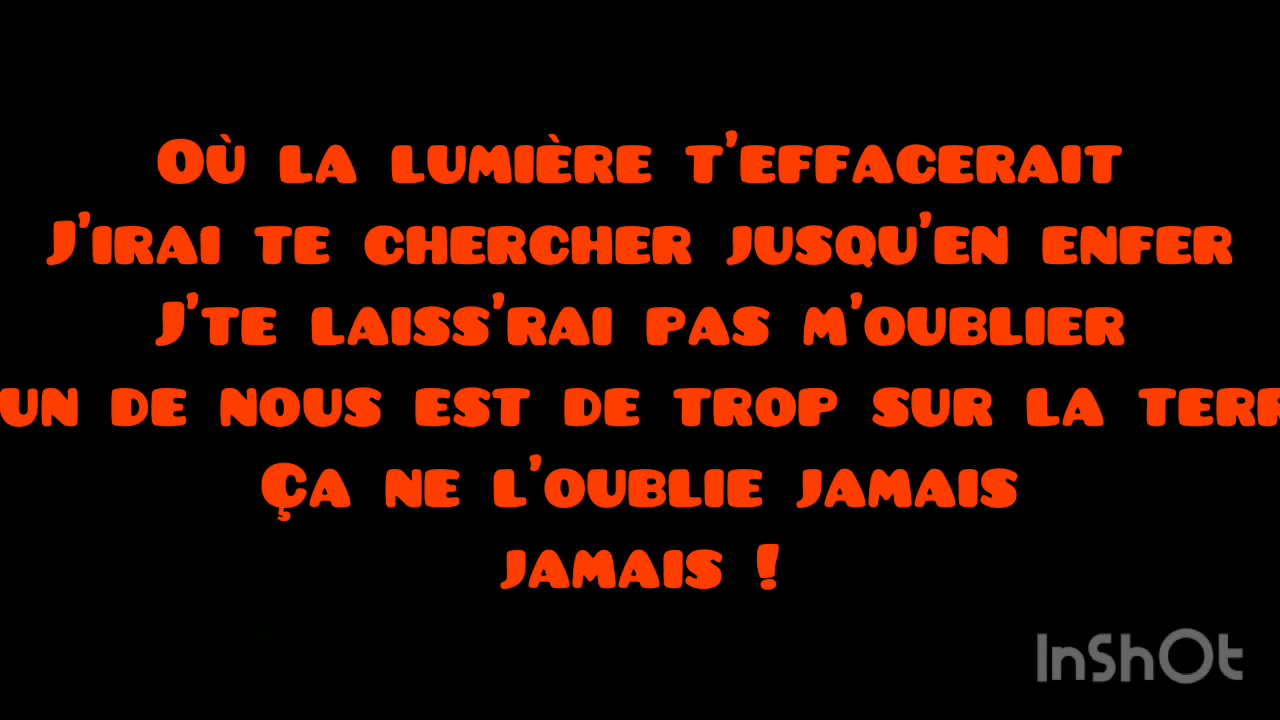 Où la lumière t'effacerait
J'irai te chercher jusqu'en enfer
J'te laiss'rai pas m'oublier
un de nous est de trop sur la terr
Ça ne l'oublie jamais
jamais !
InShOt